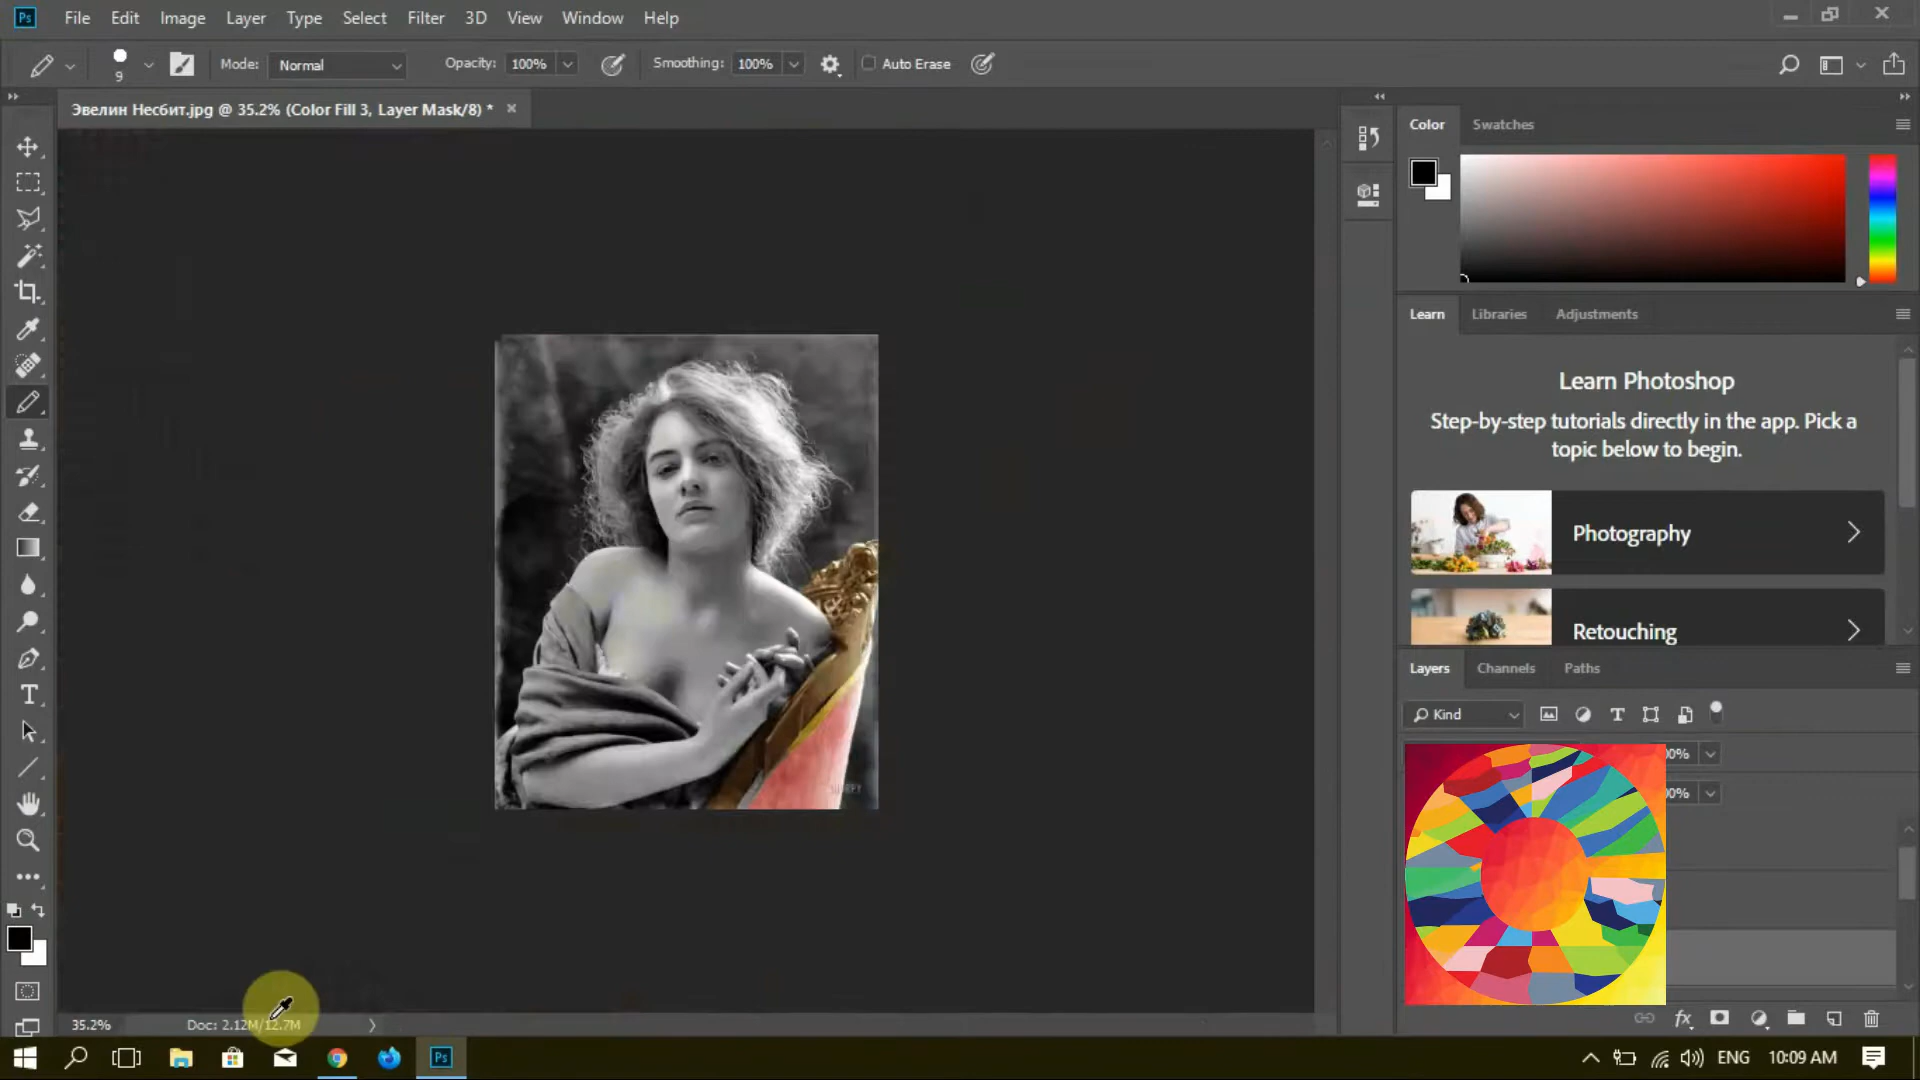 Ps File Edit Image Layer Type Select Filter 3D View Window Help
9 Mode: Normal Opacity: 100% Smoothing: 100% Auto Erase
Эвелин Несбит.jpg @ 35.2% (Color Fill 3, Layer Mask/8) *
Color Swatches
Learn Libraries Adjustments
Learn Photoshop
Step-by-step tutorials directly in the app. Pick a
topic below to begin.
Photography
Retouching
Layers Channels Paths
Kind
35.2% Doc: 2.12M/12.7M
Ps ENG 10:09 AM